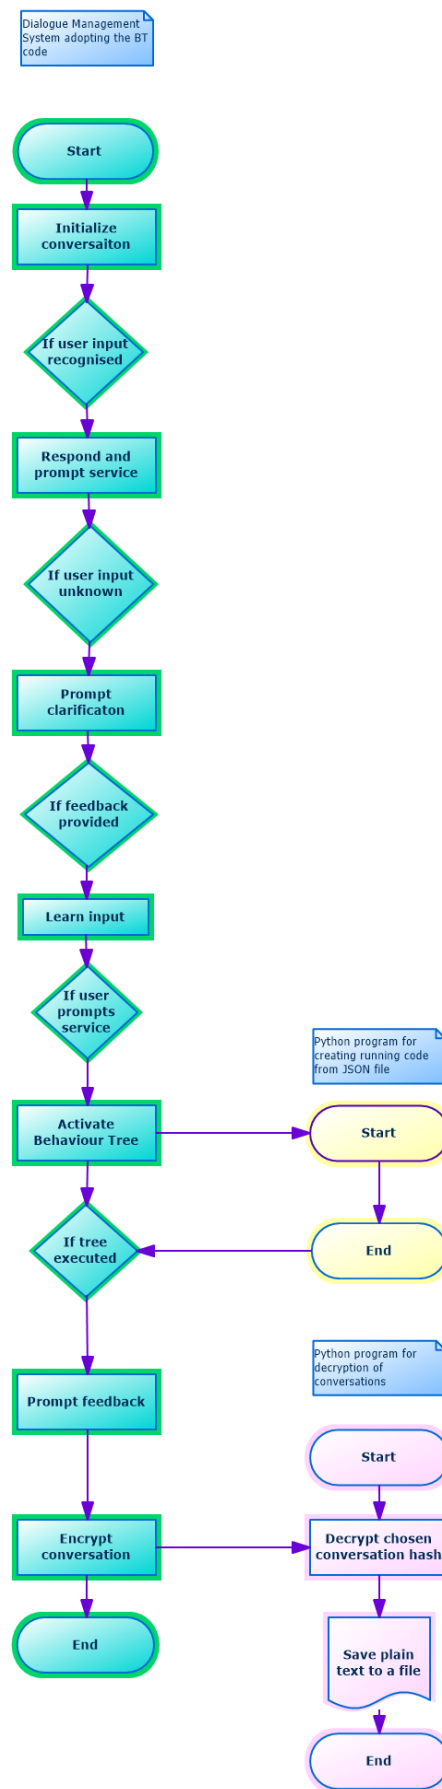 Dialogue Management
System adopting the BT
code
Start
Initialize
conversaiton
If user input
recognised
Respond and
prompt service
If user input
unknown
Prompt
clarificaton
If feedback
provided
Learn input
If user
prompts
service
Python program for
creating running code
from JSON file
Activate
Behaviour Tree
Start
If tree
executed
End
Python program for
decryption of
conversations
Prompt feedback
Start
Encrypt
conversation
Decrypt chosen
conversation hash
End
Save plain
text to a file
End